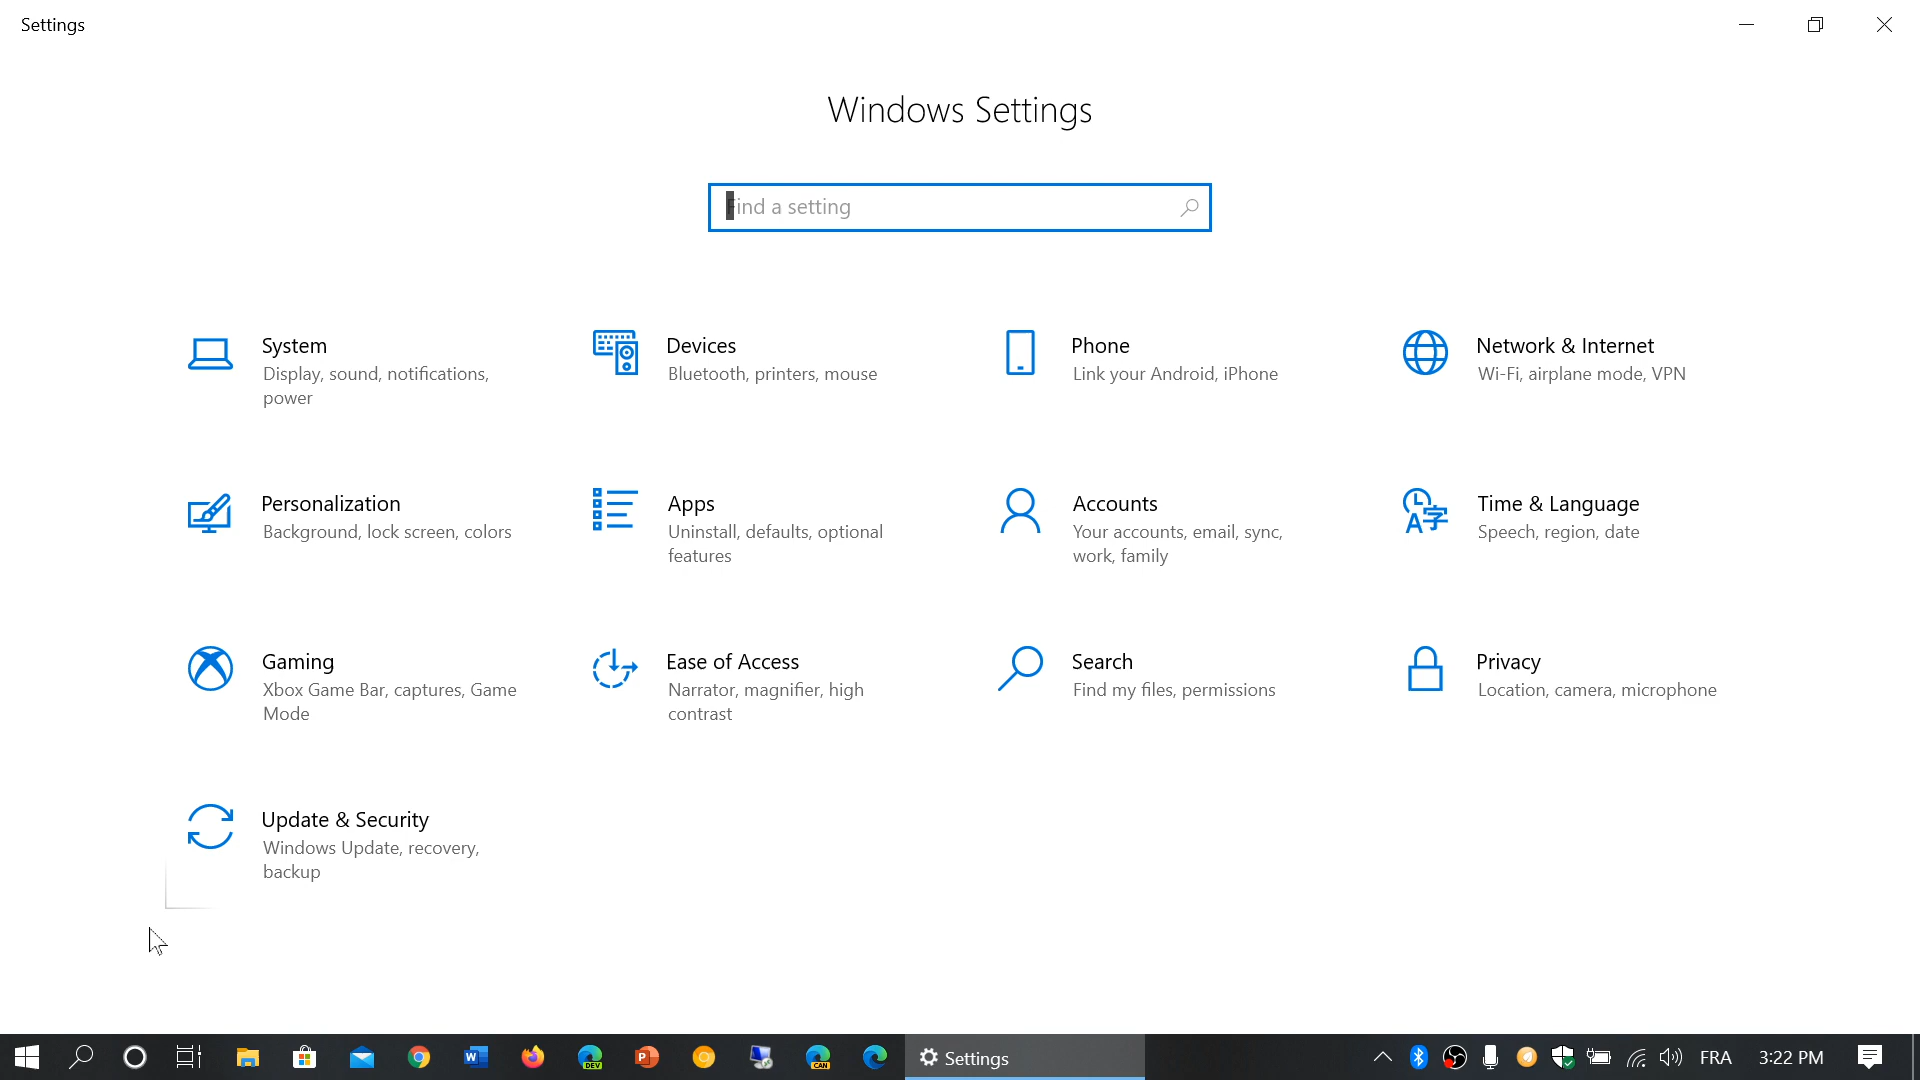 Settings
Windows Settings
Find a setting
System
Display, sound, notifications,
power
Devices
Bluetooth, printers, mouse
Phone
Link your Android, iPhone
Network & Internet
Wi-Fi, airplane mode, VPN
Personalization
Background, lock screen, colors
Apps
Uninstall, defaults, optional
features
Accounts
Your accounts, email, sync,
work, family
Time & Language
Speech, region, date
Gaming
Xbox Game Bar, captures, Game
Mode
Ease of Access
Narrator, magnifier, high
contrast
Search
Find my files, permissions
Privacy
Location, camera, microphone
Update & Security
Windows Update, recovery,
backup
W
DEV
P
CAN
Settings
FRA
3:22 PM